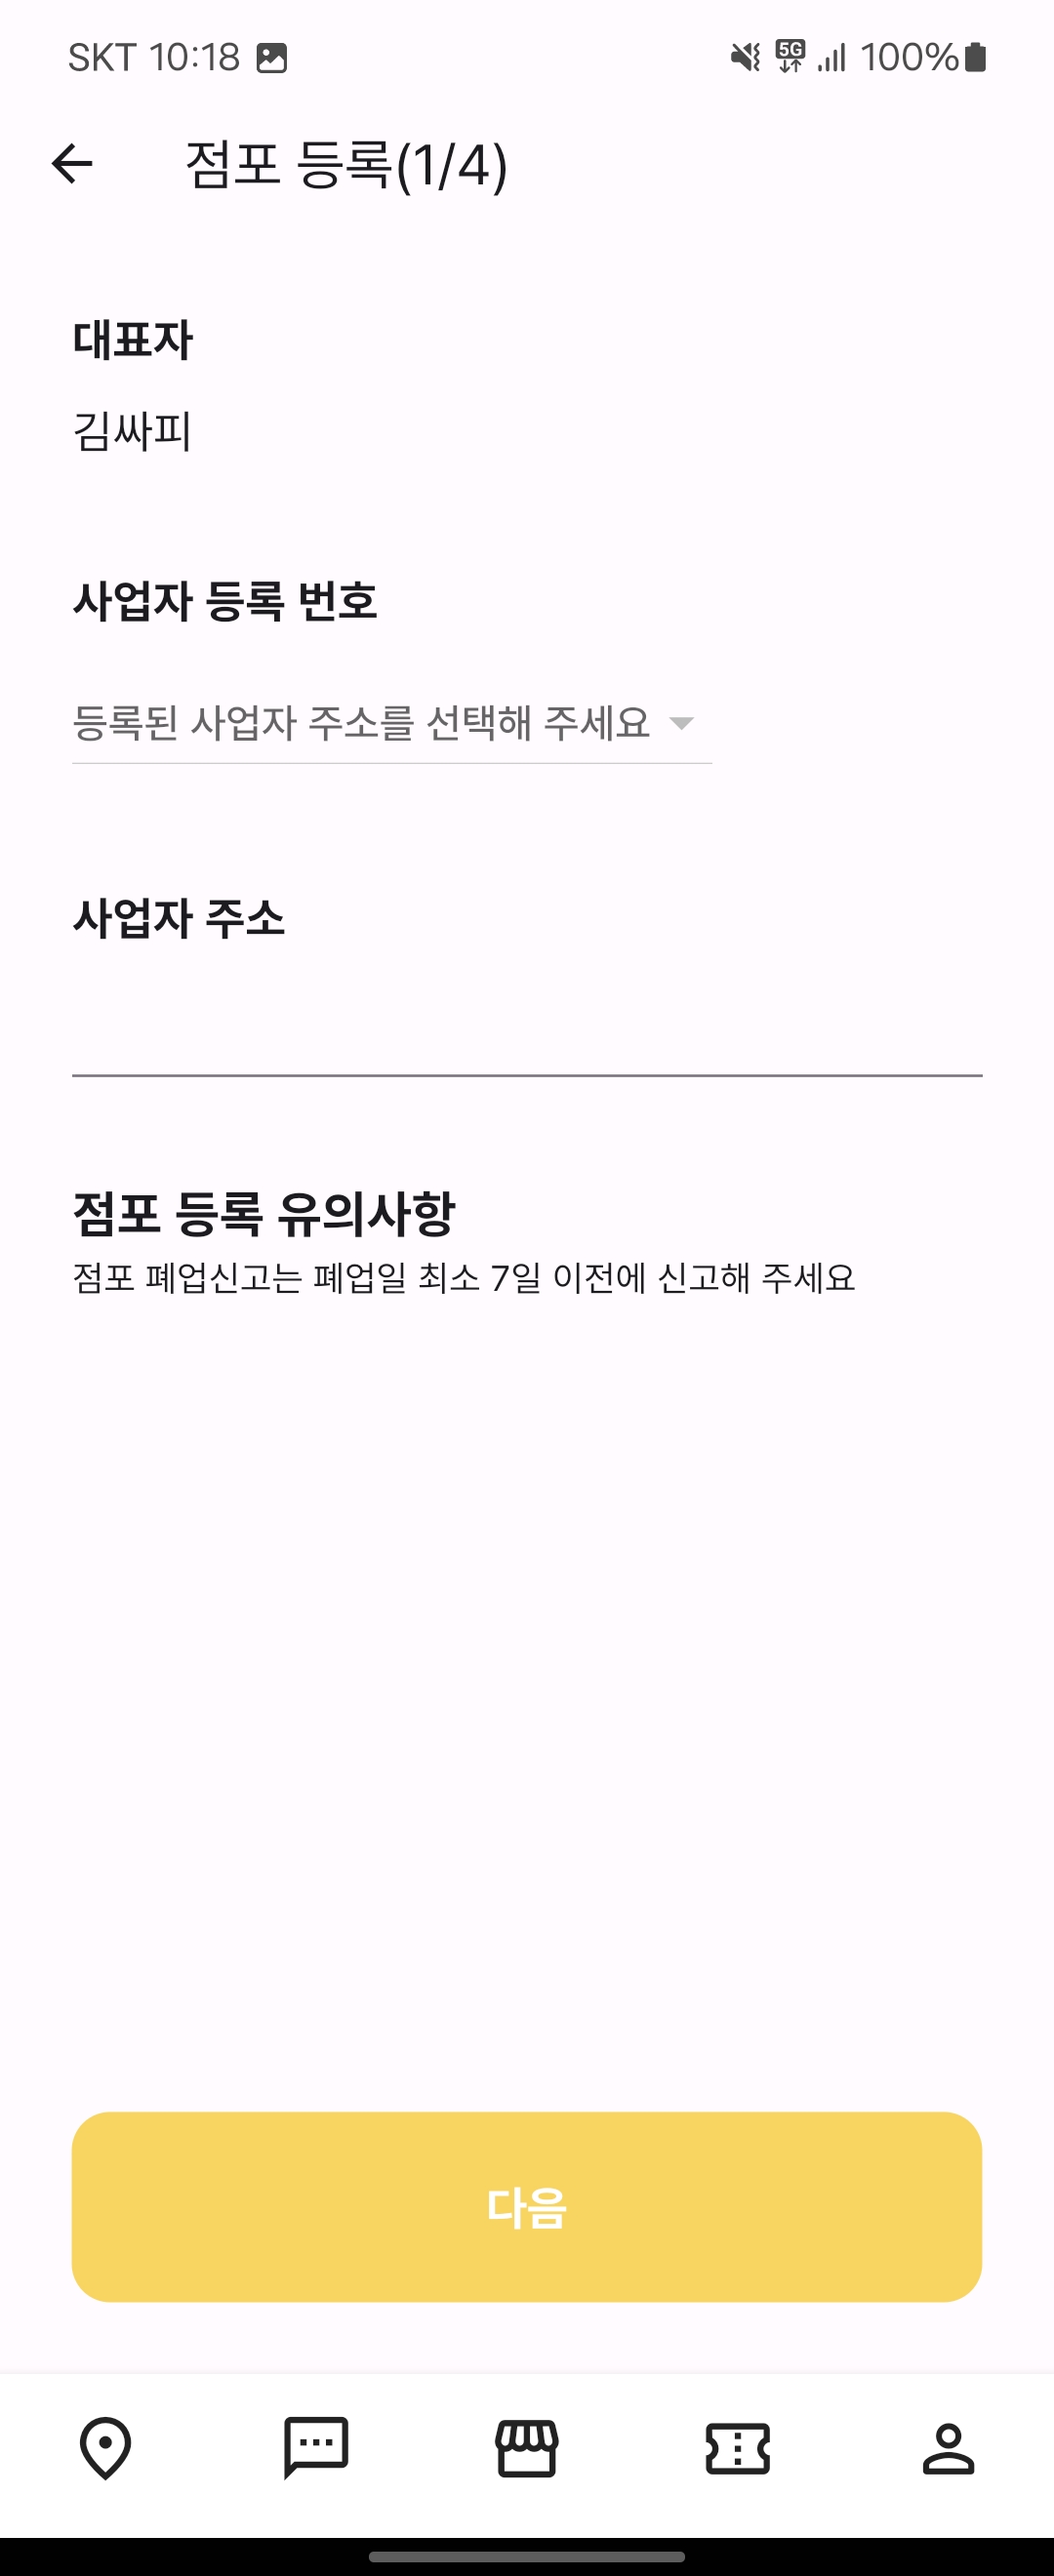 SKT 10:18
5G 100%
점포 등록(1/4)
대표자
김싸피
사업자 등록 번호
등록된 사업자 주소를 선택해 주세요
사업자 주소
점포 등록 유의사항
점포 폐업신고는 폐업일 최소 7일 이전에 신고해 주세요
다음